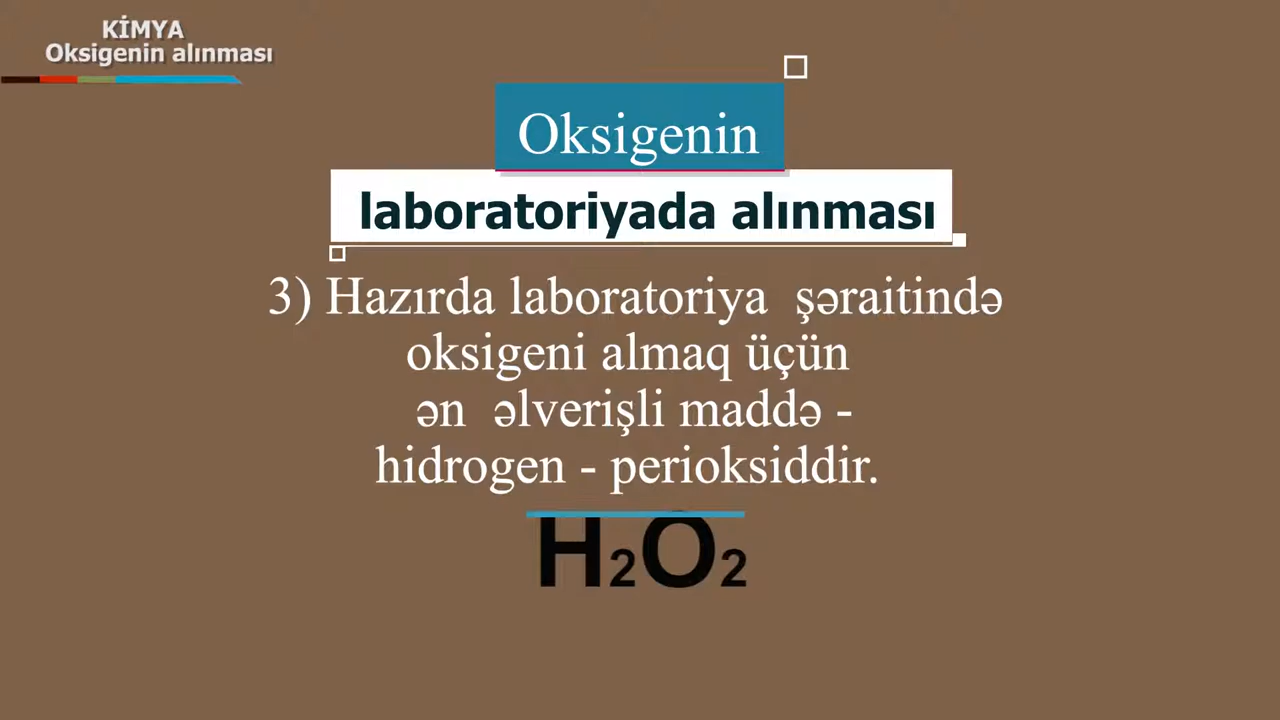 KİMYA
Oksigenin alınması
Oksigenin
laboratoriyada alınması
3) Hazırda laboratoriya şəraitində
oksigeni almaq üçün
ən əlverişli maddə -
hidrogen - perioksiddir.
H₂O₂